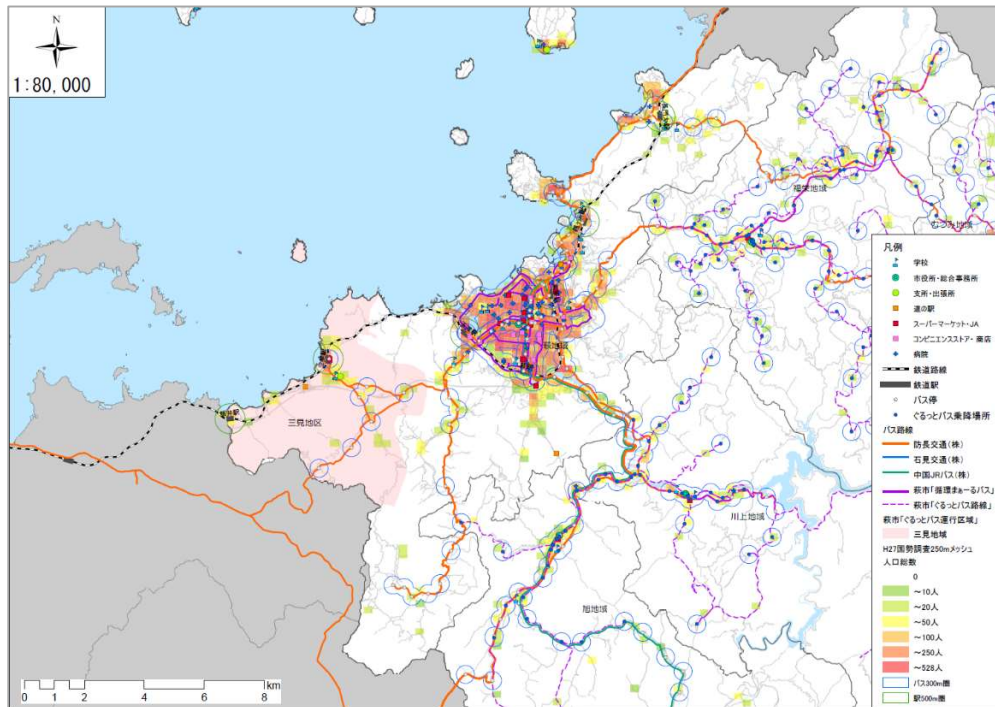 N
1:80,000
福栄地域
むつみ地域
萩地域
三見地区
川上地域
旭地域
凡例
学校
市役所・総合事務所
支所・出張所
道の駅
スーパーマーケット・JA
コンビニエンスストア・商店
病院
鉄道路線
鉄道駅
バス停
ぐるっとバス乗降場所
バス路線
防長交通(株)
石見交通(株)
中国JRバス(株)
萩市「循環まぁーるバス」
萩市「ぐるっとバス路線」
萩市「ぐるっとバス運行区域」
三見地域
H27国勢調査250mメッシュ
人口総数
0
～10人
～20人
～50人
～100人
～250人
～528人
バス300m圏
駅500m圏
0 1 2 4 6 8
km